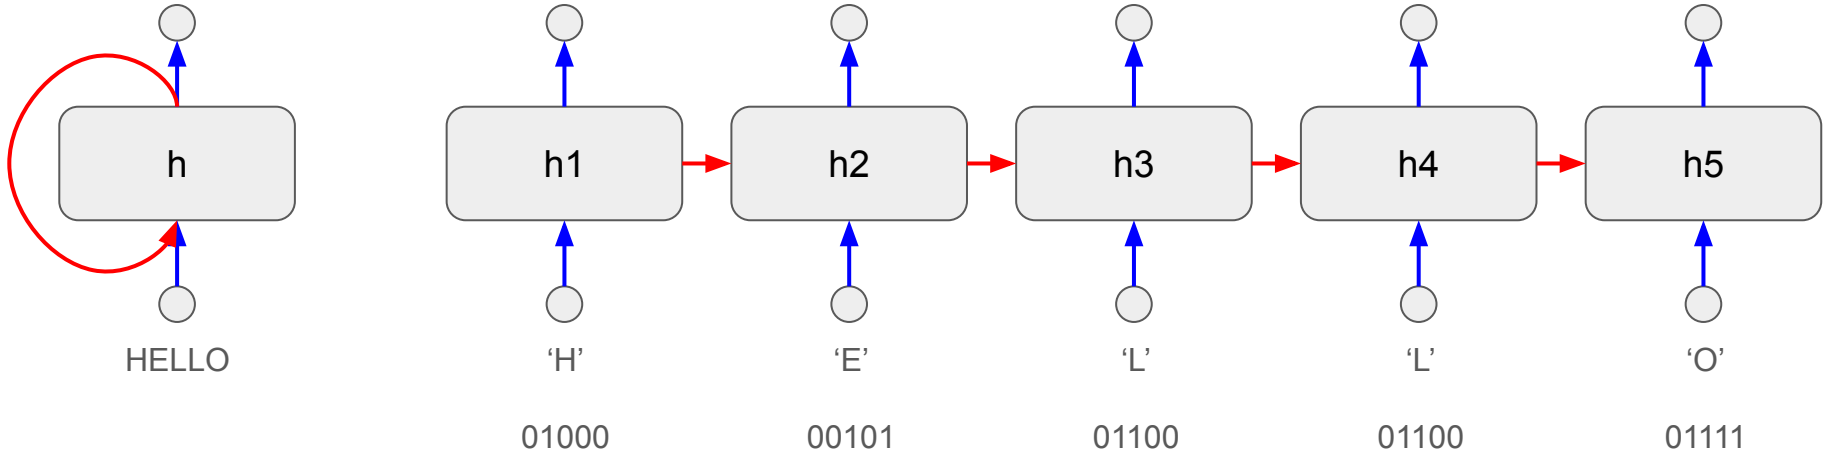 h h1 h2 h3 h4 h5
HELLO ‘H’ ‘E’ ‘L’ ‘L’ ‘O’
01000 00101 01100 01100 01111